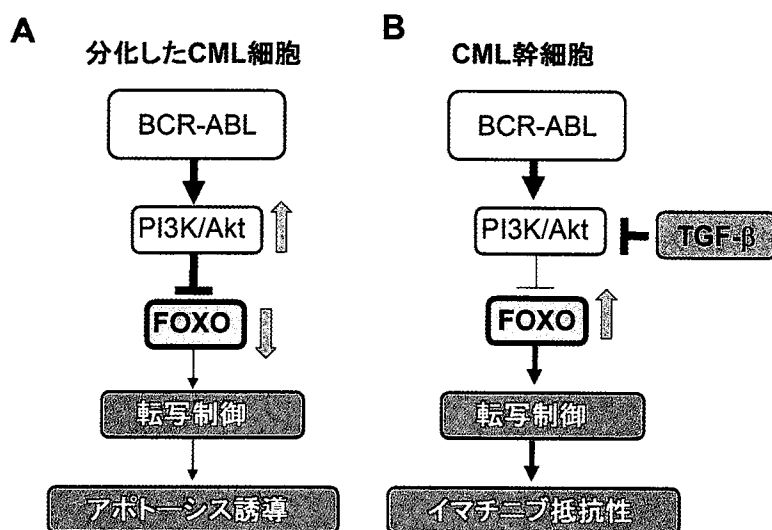 A
分化したCML細胞
BCR-ABL
PI3K/Akt
FOXO
転写制御
アポトーシス誘導
B
CML幹細胞
BCR-ABL
PI3K/Akt
TGF-β
FOXO
転写制御
イマチニブ抵抗性